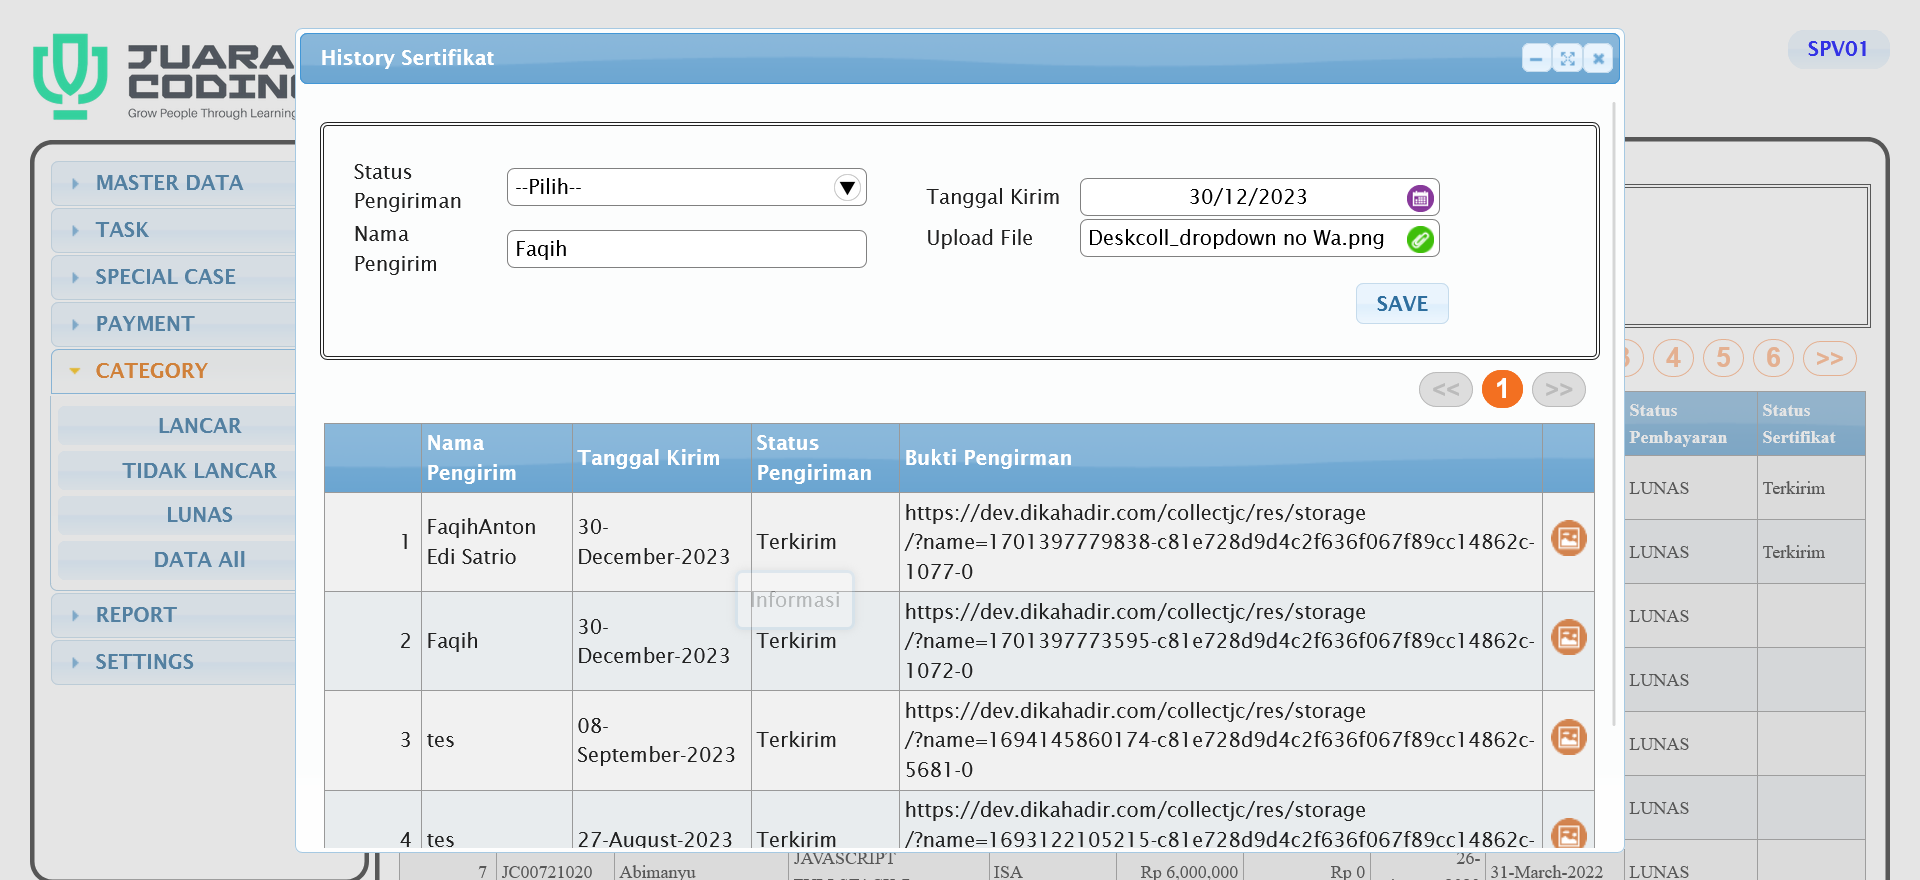 JUARA
CODING
Grow People Through Learning
SPV01
MASTER DATA
TASK
SPECIAL CASE
PAYMENT
CATEGORY
LANCAR
TIDAK LANCAR
LUNAS
DATA All
REPORT
SETTINGS
History Sertifikat
Status
Pengiriman
--Pilih--
Nama
Pengirim
Faqih
Tanggal Kirim
30/12/2023
Upload File
Deskcoll_dropdown no Wa.png
SAVE
<< 1 >>
Nama
Pengirim
Tanggal Kirim
Status
Pengiriman
Bukti Pengirman
1
FaqihAnton
Edi Satrio
30-
December-2023
Terkirim
https://dev.dikahadir.com/collectjc/res/storage
/?name=1701397779838-c81e728d9d4c2f636f067f89cc14862c-
1077-0
Informasi
2
Faqih
30-
December-2023
Terkirim
https://dev.dikahadir.com/collectjc/res/storage
/?name=1701397773595-c81e728d9d4c2f636f067f89cc14862c-
1072-0
3
tes
08-
September-2023
Terkirim
https://dev.dikahadir.com/collectjc/res/storage
/?name=1694145860174-c81e728d9d4c2f636f067f89cc14862c-
5681-0
4
tes
27-August-2023
Terkirim
https://dev.dikahadir.com/collectjc/res/storage
/?name=1693122105215-c81e728d9d4c2f636f067f89cc14862c-
3 4 5 6 >>
Status
Pembayaran
Status
Sertifikat
LUNAS
Terkirim
LUNAS
Terkirim
LUNAS
LUNAS
LUNAS
LUNAS
7
JC00721020
Abimanyu
JAVASCRIPT
ISA
Rp 6,000,000
Rp 0
26-
31-March-2022
LUNAS